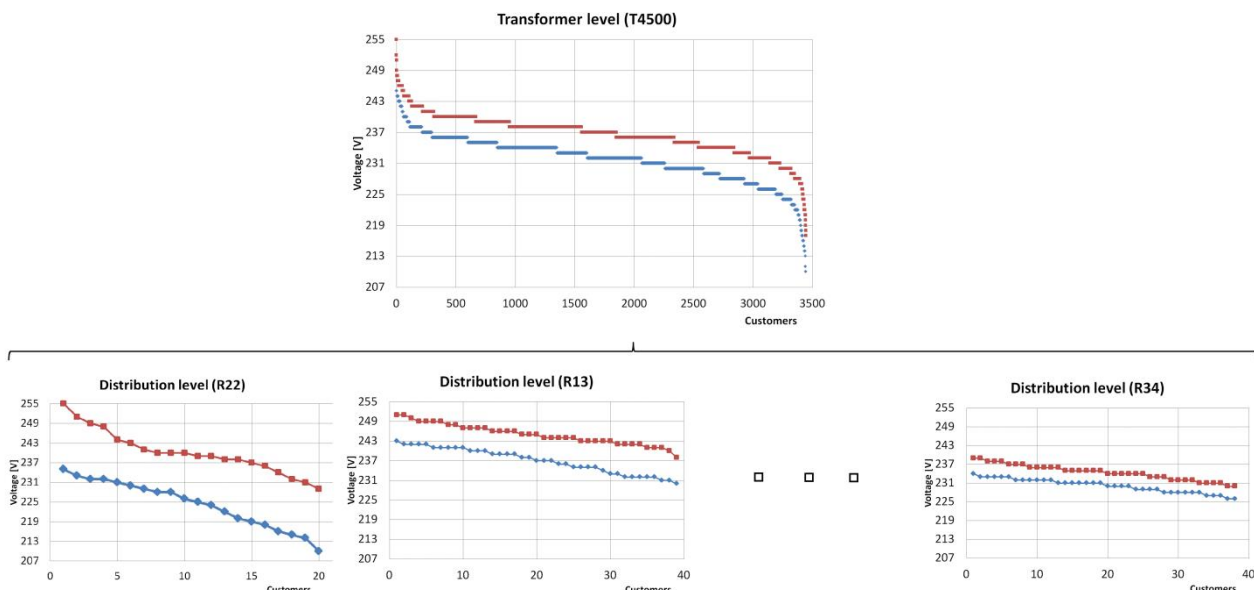 Transformer level (T4500)
255
249
243
237
231
225
219
213
207
Voltage [V]
0 500 1000 1500 2000 2500 3000 3500
Customers
Distribution level (R22)
255
249
243
237
231
225
219
213
207
Voltage [V]
0 5 10 15 20
Customers
Distribution level (R13)
255
249
243
237
231
225
219
213
207
Votlage [V]
0 10 20 30 40
Customers
Distribution level (R34)
255
249
243
237
231
225
219
213
207
Voltage [V]
0 10 20 30 40
Customers